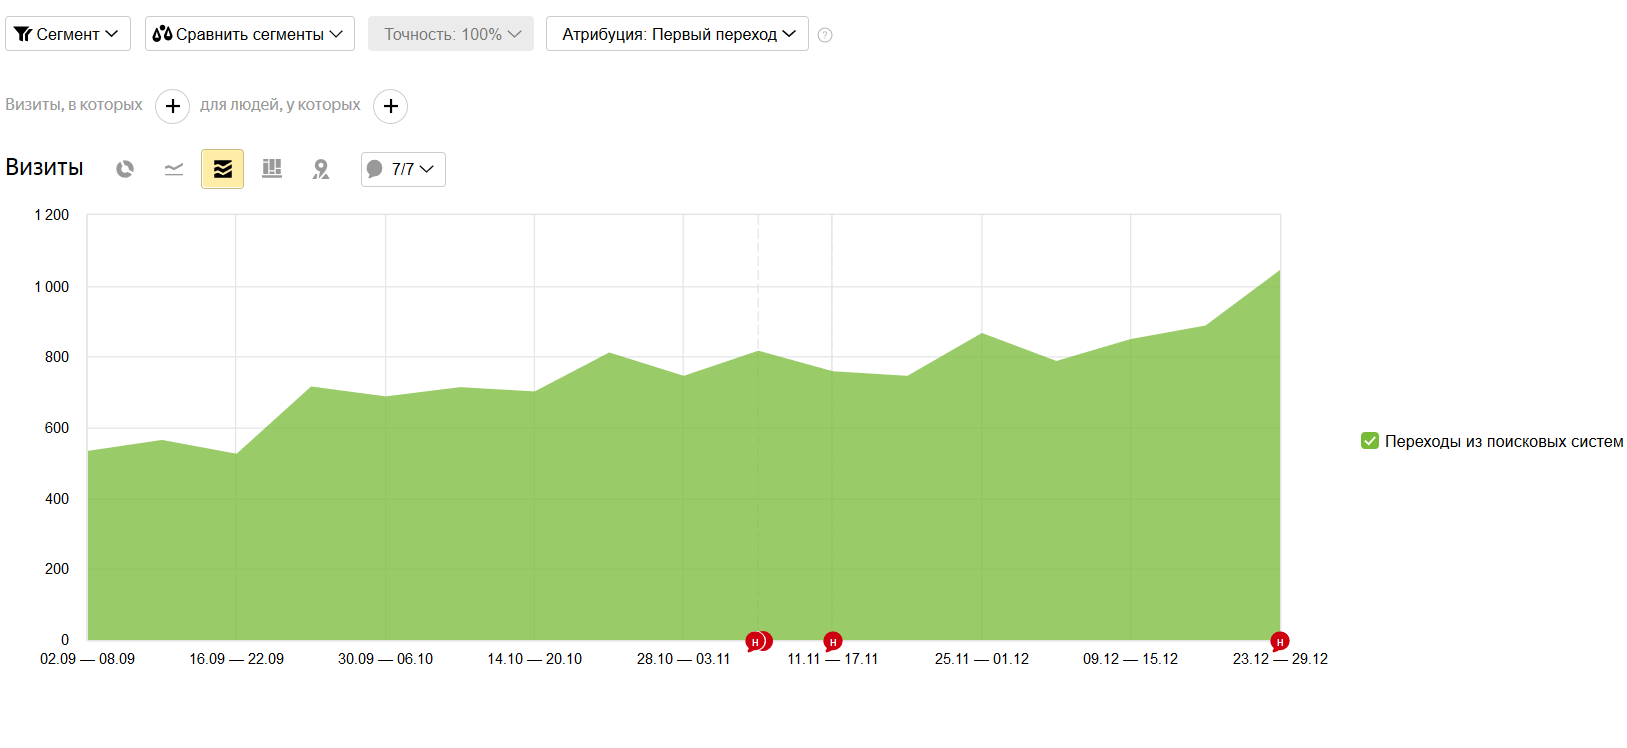 Сегмент Сравнить сегменты Точность: 100% Атрибуция: Первый переход ?
Визиты, в которых + для людей, у которых +
Визиты 7/7
1 200
1 000
800
600
400
200
0
Переходы из поисковых систем
н н н
02.09 — 08.09 16.09 — 22.09 30.09 — 06.10 14.10 — 20.10 28.10 — 03.11 11.11 — 17.11 25.11 — 01.12 09.12 — 15.12 23.12 — 29.12